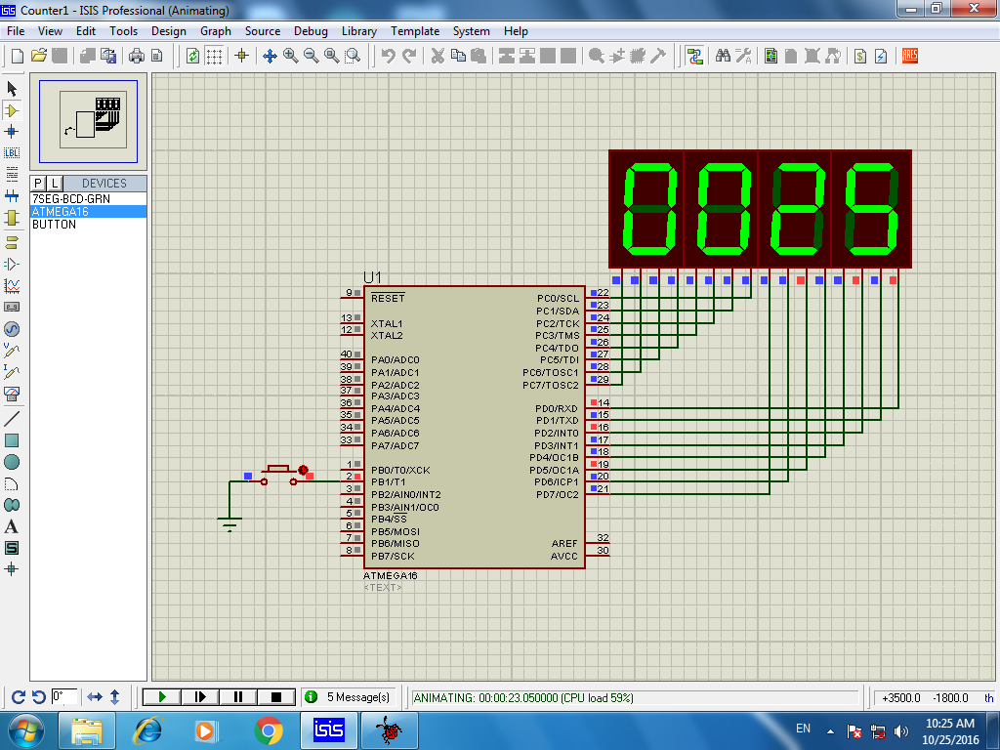 isis Counter1 - ISIS Professional (Animating)
File View Edit Tools Design Graph Source Debug Library Template System Help
ARES
LBL
A
S
P L DEVICES
7SEG-BCD-GRN
ATMEGA16
BUTTON
0025
U1
9 RESET
13 XTAL1
12 XTAL2
40 PA0/ADC0
39 PA1/ADC1
38 PA2/ADC2
37 PA3/ADC3
36 PA4/ADC4
35 PA5/ADC5
34 PA6/ADC6
33 PA7/ADC7
1 PB0/T0/XCK
2 PB1/T1
3 PB2/AIN0/INT2
4 PB3/AIN1/OC0
5 PB4/SS
6 PB5/MOSI
7 PB6/MISO
8 PB7/SCK
PC0/SCL 22
PC1/SDA 23
PC2/TCK 24
PC3/TMS 25
PC4/TDO 26
PC5/TDI 27
PC6/TOSC1 28
PC7/TOSC2 29
PD0/RXD 14
PD1/TXD 15
PD2/INT0 16
PD3/INT1 17
PD4/OC1B 18
PD5/OC1A 19
PD6/ICP1 20
PD7/OC2 21
AREF 32
AVCC 30
ATMEGA16
<TEXT>
0° 5 Message(s) ANIMATING: 00:00:23.050000 (CPU load 59%) +3500.0 -1800.0 th
isis EN 10:25 AM
10/25/2016